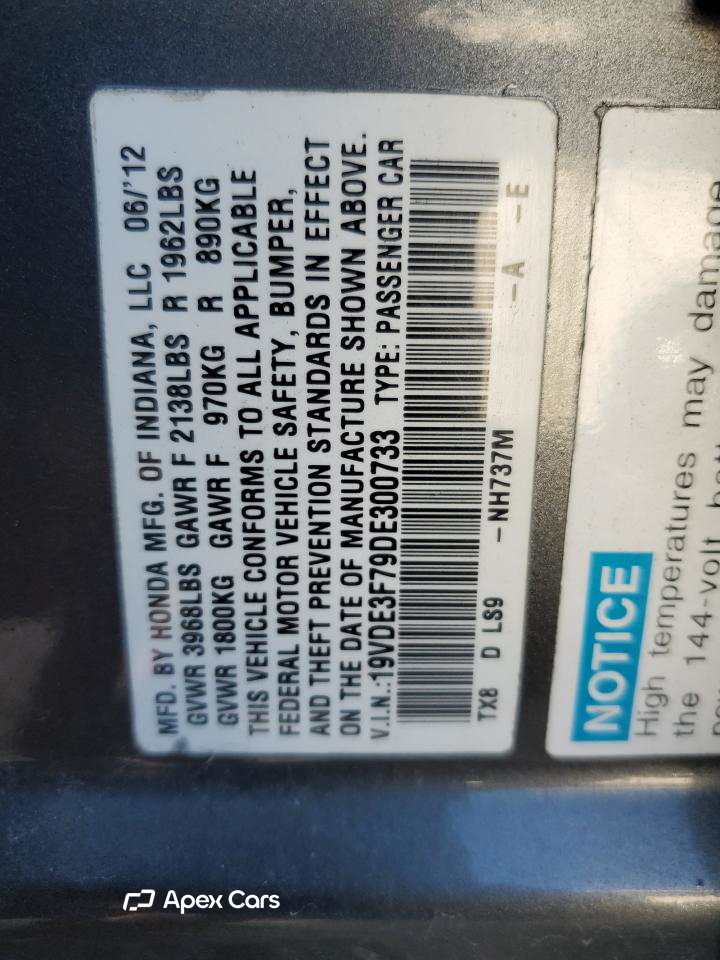 MFD. BY HONDA MFG. OF INDIANA, LLC 06/'12
GVWR 3968LBS GAWR F 2138LBS R 1962LBS
GVWR 1800KG GAWR F 970KG R 890KG
THIS VEHICLE CONFORMS TO ALL APPLICABLE
FEDERAL MOTOR VEHICLE SAFETY, BUMPER,
AND THEFT PREVENTION STANDARDS IN EFFECT
ON THE DATE OF MANUFACTURE SHOWN ABOVE.
V.I.N.:19VDE3F79DE300733 TYPE: PASSENGER CAR
TX8 D LS9 -NH737M -A -E
NOTICE
High temperatures may damage
the 144-volt
Apex Cars